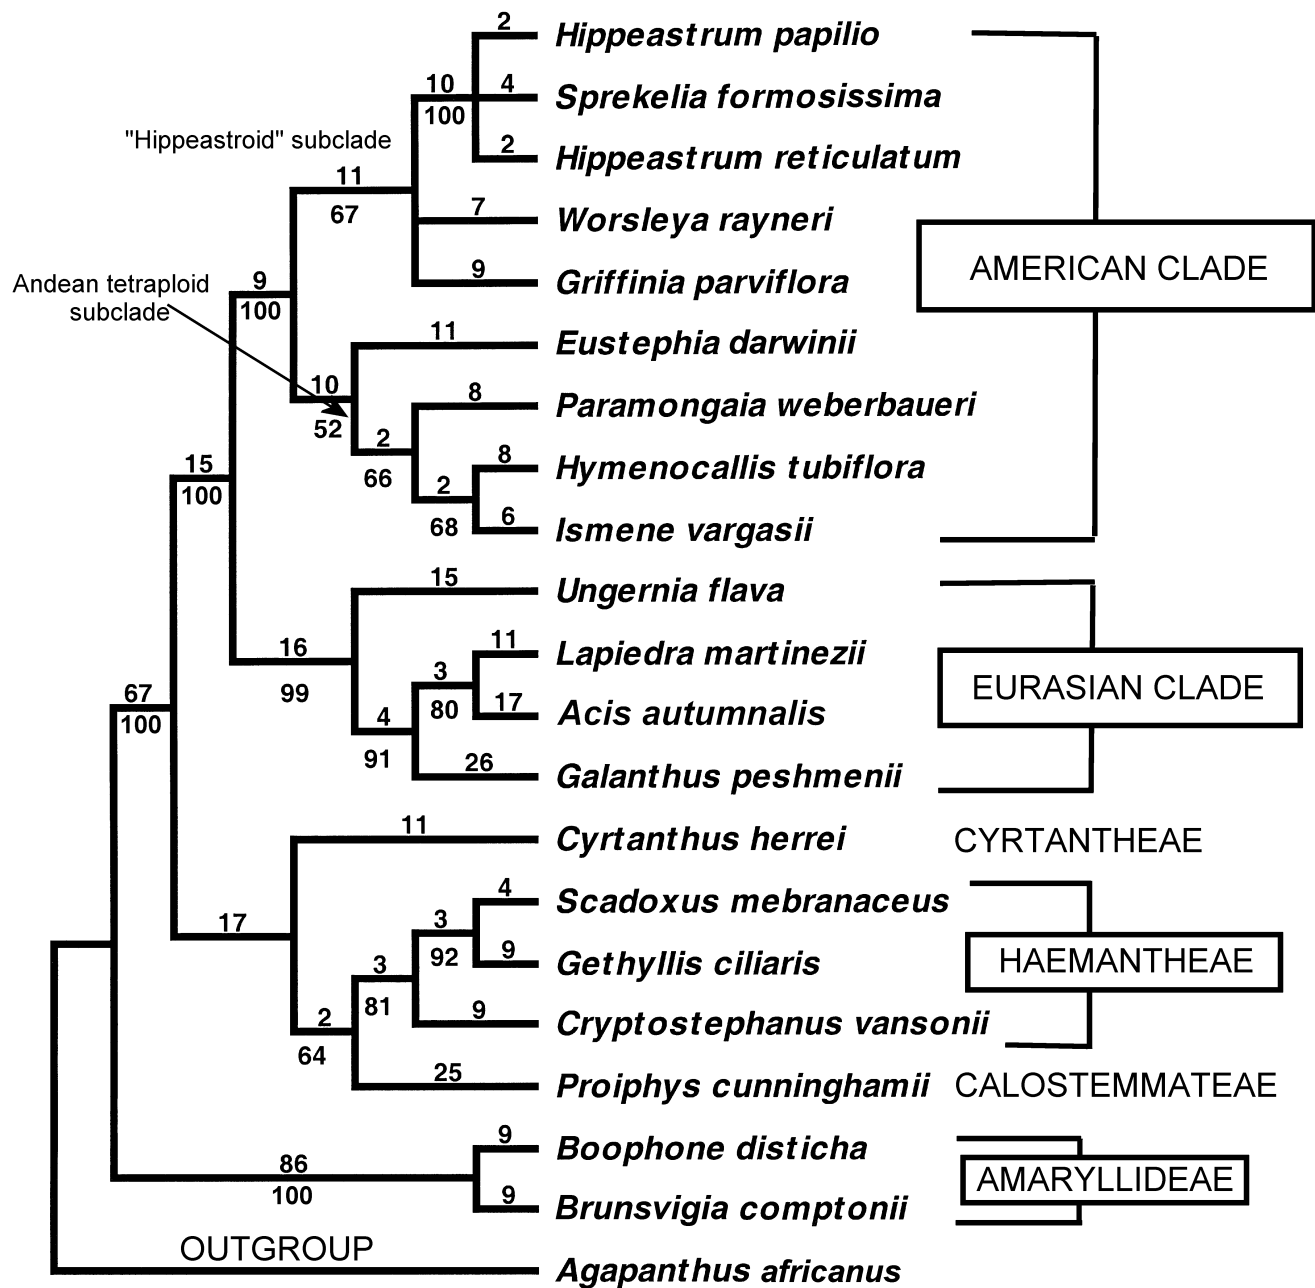 2
Hippeastrum papilio
10
4
Sprekelia formosissima
100
"Hippeastroid" subclade
2
Hippeastrum reticulatum
11
67
7
Worsleya rayneri
AMERICAN CLADE
9
Griffinia parviflora
Andean tetraploid
subclade
9
100
11
Eustephia darwinii
10
52
8
Paramongaia weberbaueri
2
66
8
Hymenocallis tubiflora
2
68
6
Ismene vargasii
15
100
15
Ungernia flava
16
99
11
Lapiedra martinezii
3
80
EURASIAN CLADE
17
Acis autumnalis
4
91
67
100
26
Galanthus peshmenii
11
Cyrtanthus herrei
CYRTANTHEAE
4
Scadoxus mebranaceus
17
3
92
9
Gethyllis ciliaris
HAEMANTHEAE
3
81
9
Cryptostephanus vansonii
2
64
25
Proiphys cunninghamii
CALOSTEMMATEAE
9
Boophone disticha
86
100
AMARYLLIDEAE
9
Brunsvigia comptonii
OUTGROUP
Agapanthus africanus